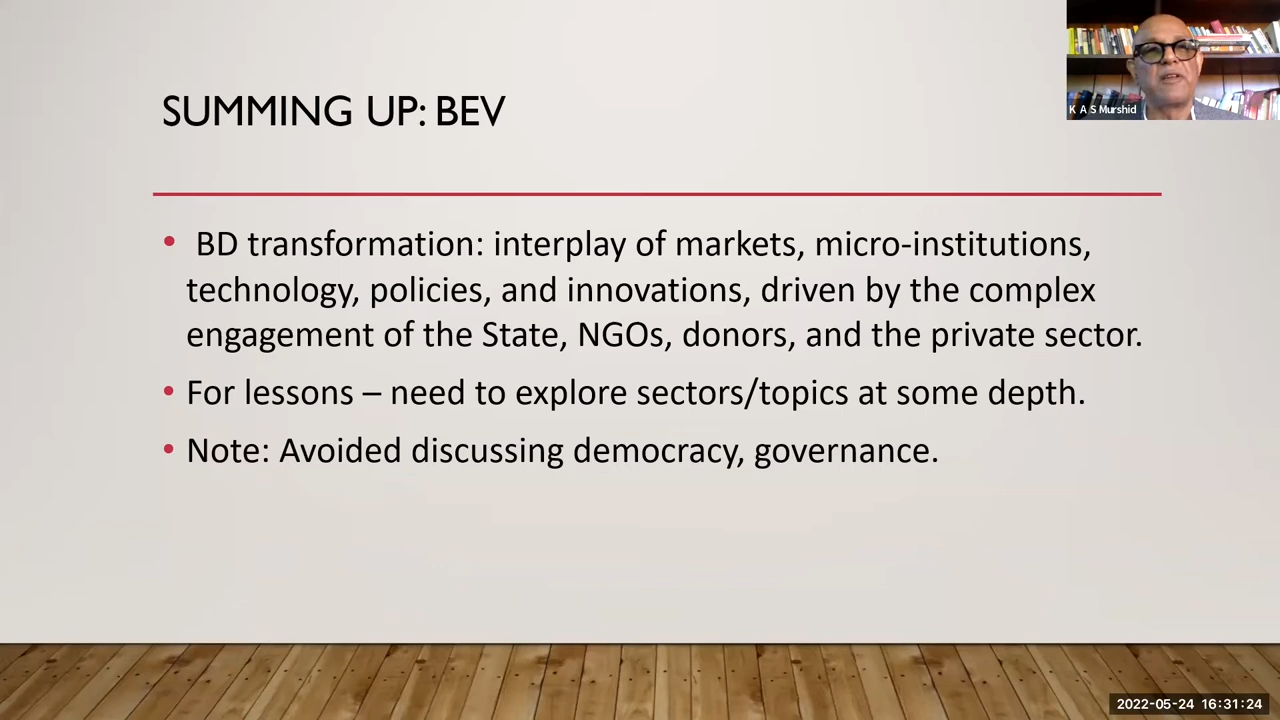 K A S Murshid
SUMMING UP: BEV
• BD transformation: interplay of markets, micro-institutions,
technology, policies, and innovations, driven by the complex
engagement of the State, NGOs, donors, and the private sector.
• For lessons – need to explore sectors/topics at some depth.
• Note: Avoided discussing democracy, governance.
2022-05-24 16:31:24